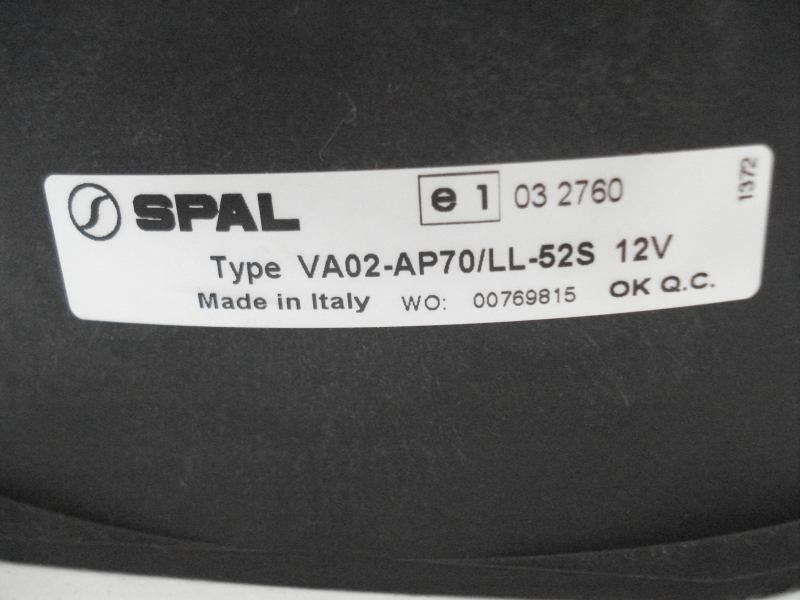 SPAL e 1 03 2760
Type VA02-AP70/LL-52S 12V
Made in Italy WO: 00769815 OK Q.C.
1372